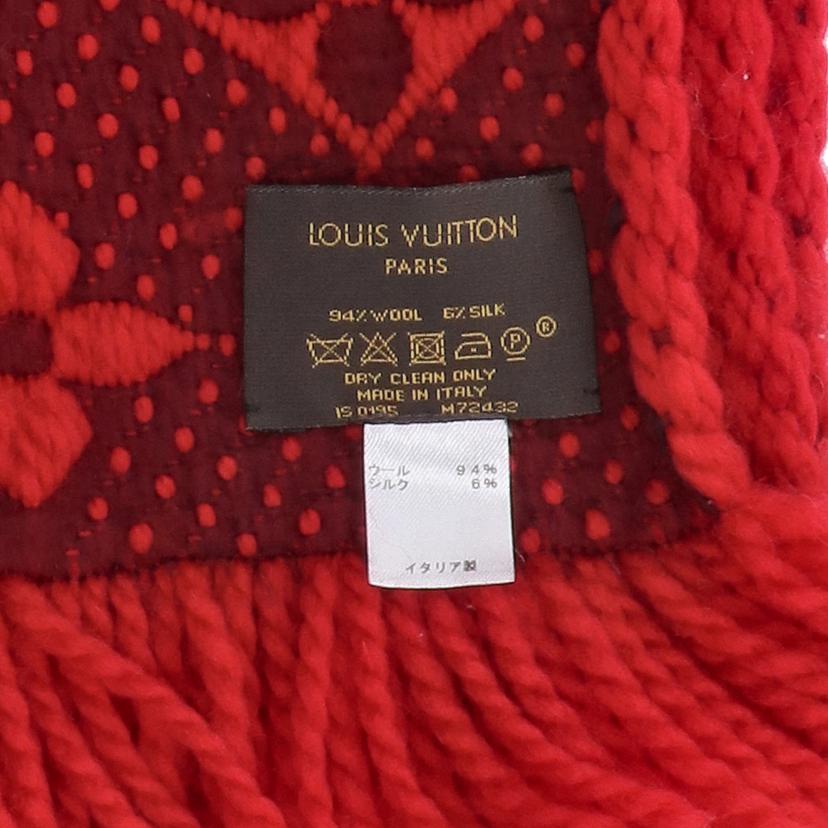 LOUIS VUITTON
PARIS
94% WOOL 6% SILK
P ®
DRY CLEAN ONLY
MADE IN ITALY
IS 0195 M72432
ウール 94%
シルク 6%
イタリア製